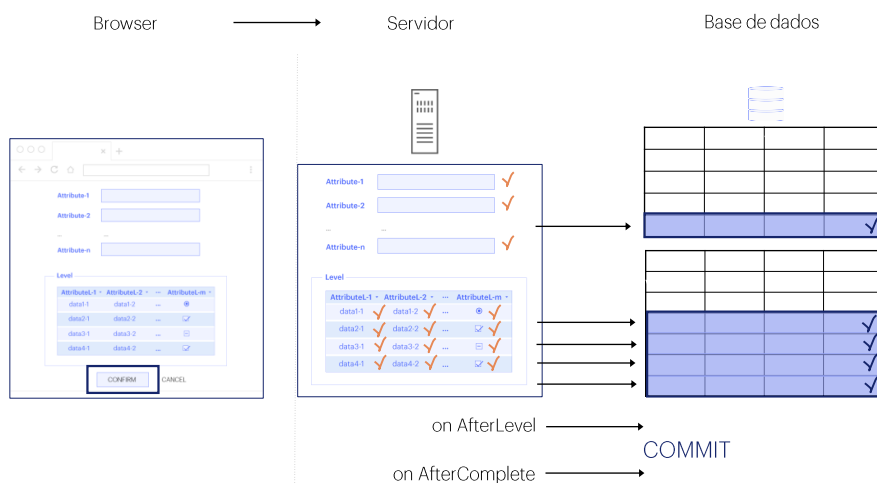 Browser
Servidor
Base de dados
Attribute-1
Attribute-2
... ...
Attribute-n
Level
AttributeL-1 AttributeL-2 ... AttributeL-m
data1-1 data1-2 ...
data2-1 data2-2 ...
data3-1 data3-2 ...
data4-1 data4-2 ...
CONFIRM CANCEL
Attribute-1
Attribute-2
... ...
Attribute-n
Level
AttributeL-1 AttributeL-2 ... AttributeL-m
data1-1 data1-2 ...
data2-1 data2-2 ...
data3-1 data3-2 ...
data4-1 data4-2 ...
on AfterLevel
COMMIT
on AfterComplete